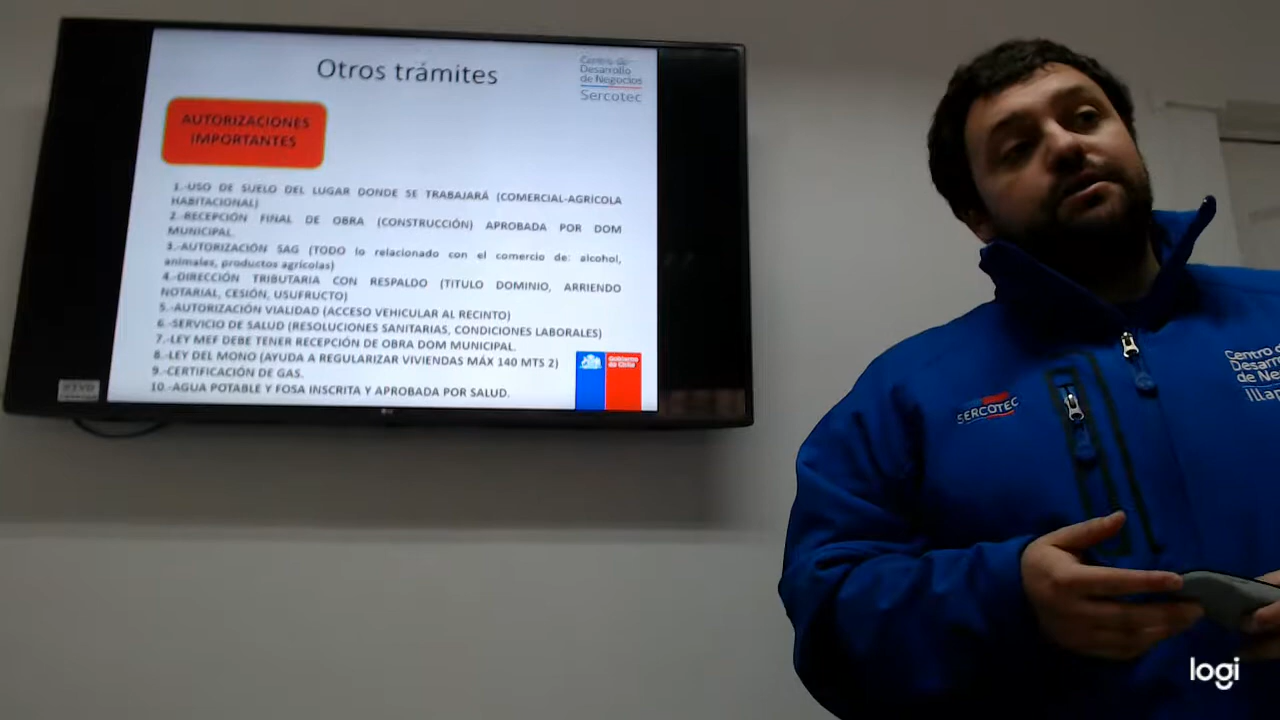 Otros trámites
Centro de
Desarrollo
de Negocios
Sercotec
AUTORIZACIONES
IMPORTANTES
1.-USO DE SUELO DEL LUGAR DONDE SE TRABAJARÁ (COMERCIAL-AGRÍCOLA
HABITACIONAL)
2.-RECEPCIÓN FINAL DE OBRA (CONSTRUCCIÓN) APROBADA POR DOM
MUNICIPAL.
3.-AUTORIZACIÓN SAG (TODO lo relacionado con el comercio de: alcohol,
animales, productos agrícolas)
4.-DIRECCIÓN TRIBUTARIA CON RESPALDO (TITULO DOMINIO, ARRIENDO
NOTARIAL, CESIÓN, USUFRUCTO)
5.-AUTORIZACIÓN VIALIDAD (ACCESO VEHICULAR AL RECINTO)
6.-SERVICIO DE SALUD (RESOLUCIONES SANITARIAS, CONDICIONES LABORALES)
7.-LEY MEF DEBE TENER RECEPCIÓN DE OBRA DOM MUNICIPAL.
8.-LEY DEL MONO (AYUDA A REGULARIZAR VIVIENDAS MÁX 140 MTS 2)
9.-CERTIFICACIÓN DE GAS.
10.-AGUA POTABLE Y FOSA INSCRITA Y APROBADA POR SALUD.
Gobierno
de Chile
LG
SERCOTEC
Centro d
Desarr
de Ne
Illap
logi